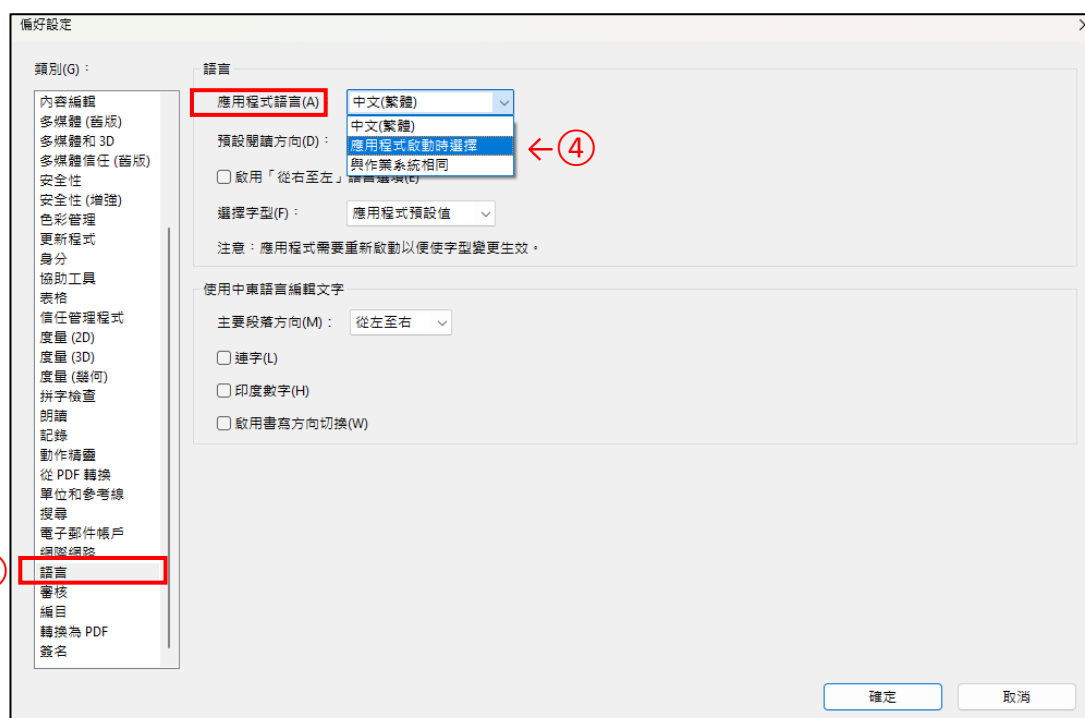 偏好設定
類別(G)：
內容編輯
多媒體 (舊版)
多媒體和 3D
多媒體信任 (舊版)
安全性
安全性 (增強)
色彩管理
更新程式
身分
協助工具
表格
信任管理程式
度量 (2D)
度量 (3D)
度量 (幾何)
拼字檢查
朗讀
記錄
動作精靈
從 PDF 轉換
單位和參考線
搜尋
電子郵件帳戶
網際網路
語言
審核
編目
轉換為 PDF
簽名
語言
應用程式語言(A)
中文(繁體)
中文(繁體)
應用程式啟動時選擇
與作業系統相同
←④
預設閱讀方向(D)：
啟用「從右至左」語言選項(E)
選擇字型(F)：
應用程式預設值
注意：應用程式需要重新啟動以便使字型變更生效。
使用中東語言編輯文字
主要段落方向(M)：
從左至右
連字(L)
印度數字(H)
啟用書寫方向切換(W)
確定
取消